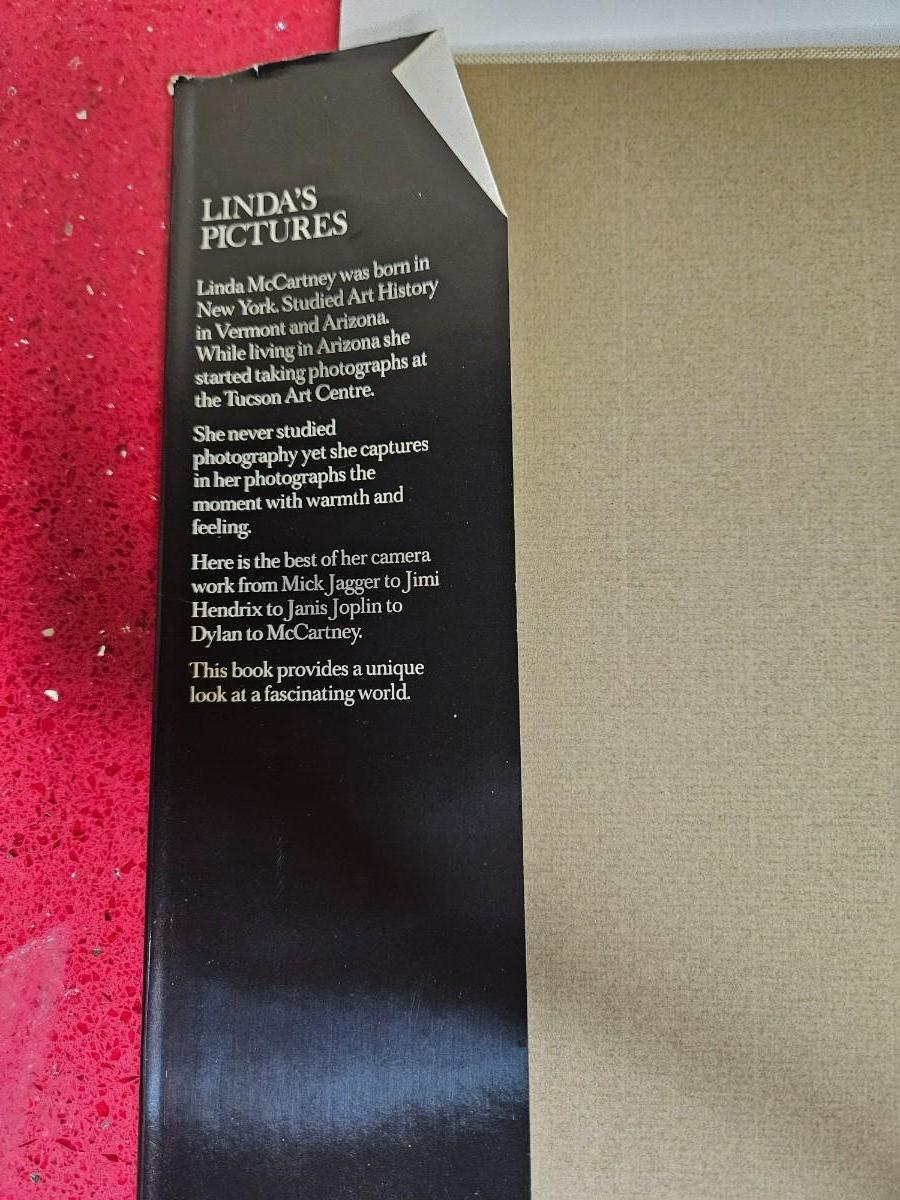 LINDA'S
PICTURES
Linda McCartney was born in
New York. Studied Art History
in Vermont and Arizona.
While living in Arizona she
started taking photographs at
the Tucson Art Centre.
She never studied
photography yet she captures
in her photographs the
moment with warmth and
feeling.
Here is the best of her camera
work from Mick Jagger to Jimi
Hendrix to Janis Joplin to
Dylan to McCartney.
This book provides a unique
look at a fascinating world.